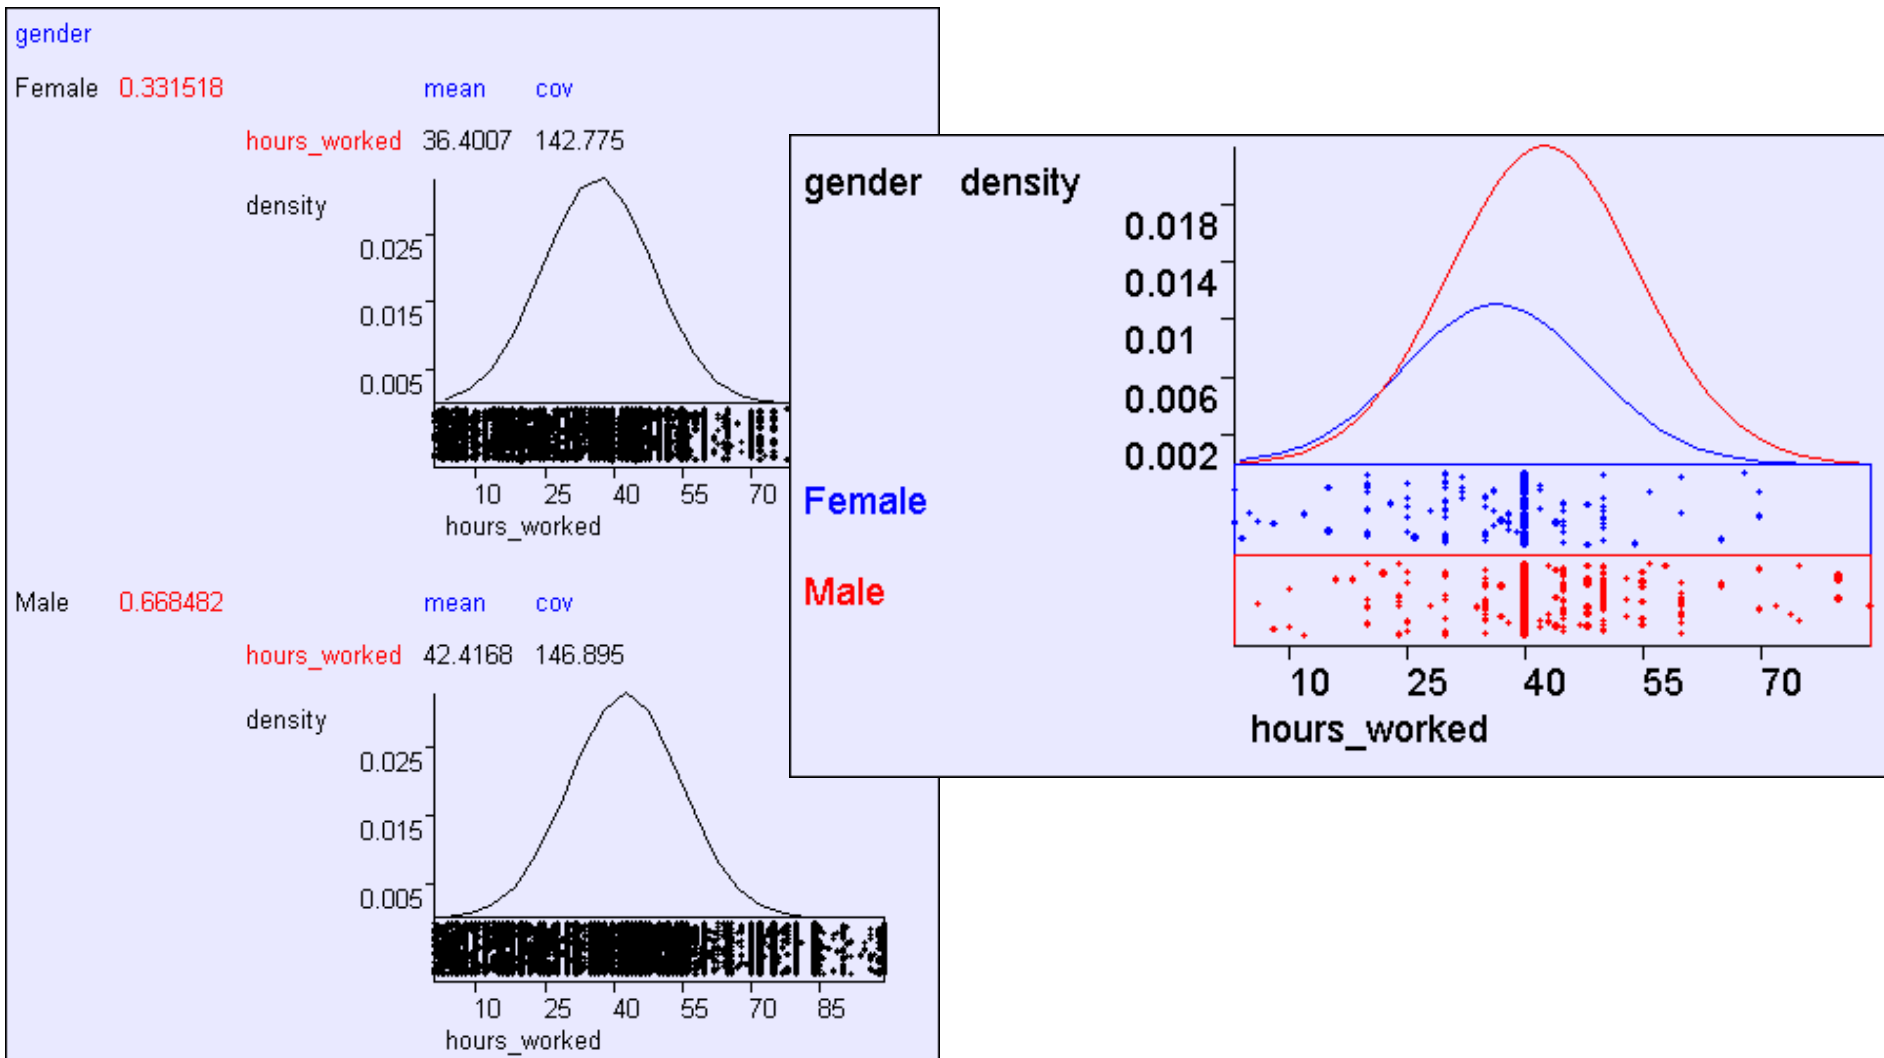 gender
Female 0.331518 mean cov
hours_worked 36.4007 142.775
density
0.025
0.015
0.005
10 25 40 55 70
hours_worked
Male 0.668482 mean cov
hours_worked 42.4168 146.895
density
0.025
0.015
0.005
10 25 40 55 70 85
hours_worked
gender density
0.018
0.014
0.01
0.006
0.002
Female
Male
10 25 40 55 70
hours_worked